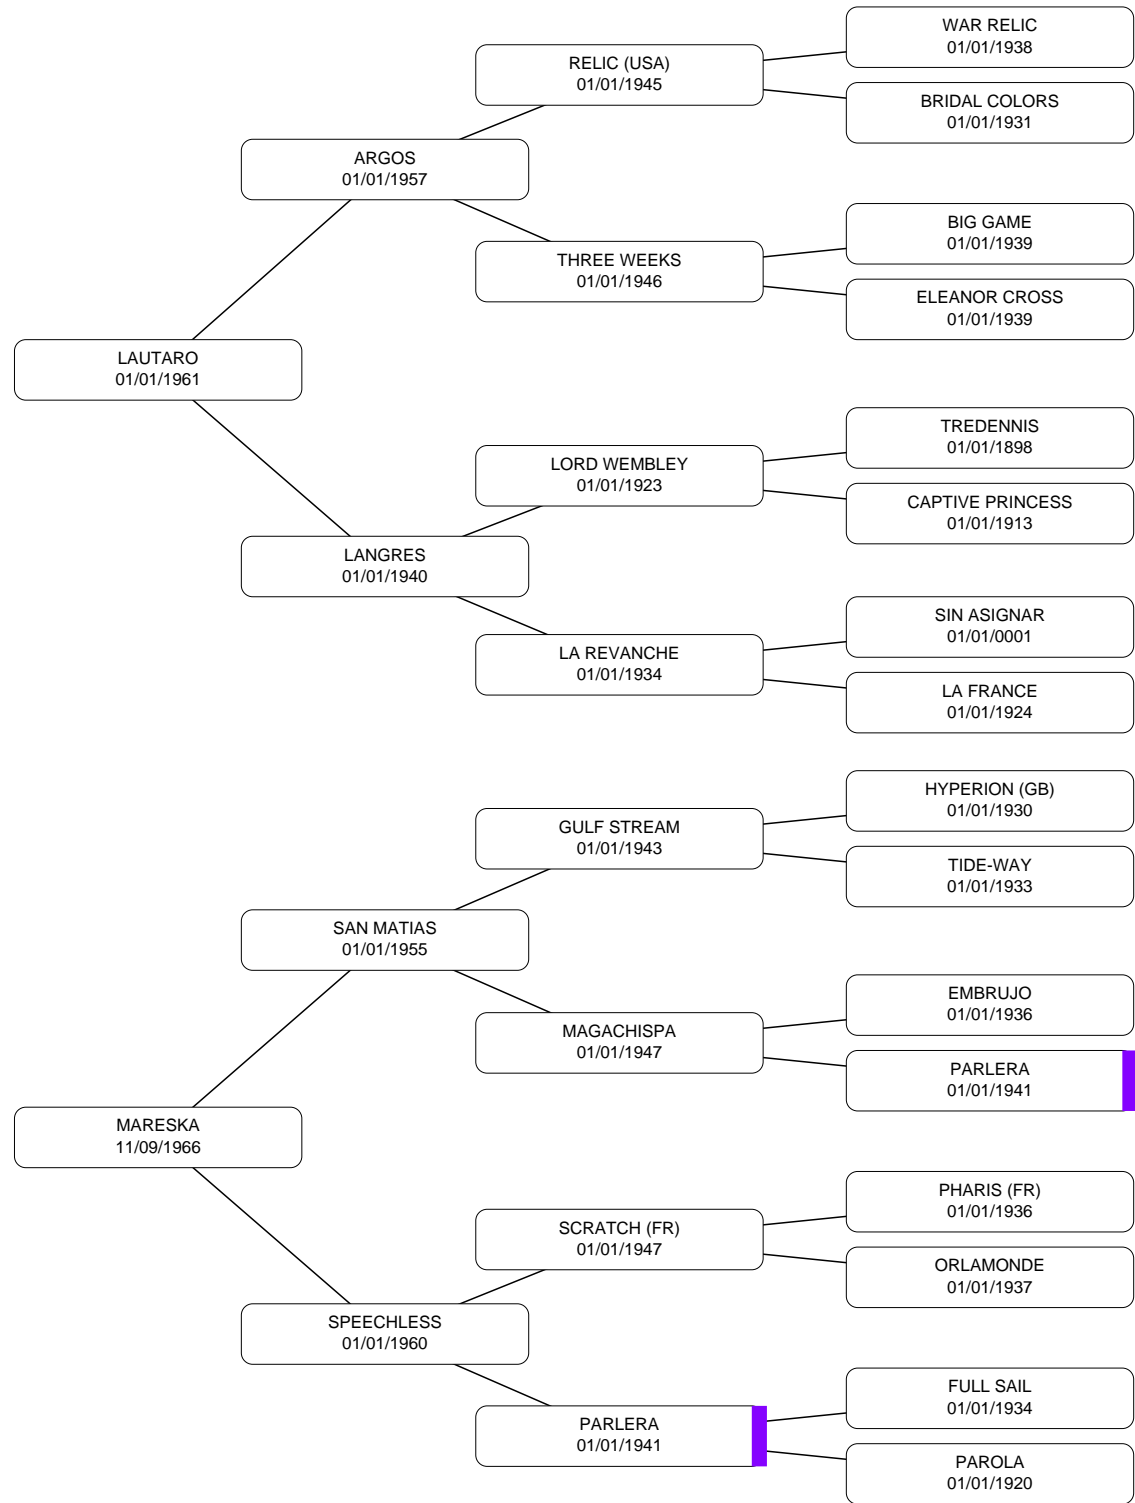 WAR RELIC
01/01/1938
RELIC (USA)
01/01/1945
BRIDAL COLORS
01/01/1931
ARGOS
01/01/1957
BIG GAME
01/01/1939
THREE WEEKS
01/01/1946
ELEANOR CROSS
01/01/1939
LAUTARO
01/01/1961
TREDENNIS
01/01/1898
LORD WEMBLEY
01/01/1923
CAPTIVE PRINCESS
01/01/1913
LANGRES
01/01/1940
SIN ASIGNAR
01/01/0001
LA REVANCHE
01/01/1934
LA FRANCE
01/01/1924
HYPERION (GB)
01/01/1930
GULF STREAM
01/01/1943
TIDE-WAY
01/01/1933
SAN MATIAS
01/01/1955
EMBRUJO
01/01/1936
MAGACHISPA
01/01/1947
PARLERA
01/01/1941
MARESKA
11/09/1966
PHARIS (FR)
01/01/1936
SCRATCH (FR)
01/01/1947
ORLAMONDE
01/01/1937
SPEECHLESS
01/01/1960
FULL SAIL
01/01/1934
PARLERA
01/01/1941
PAROLA
01/01/1920